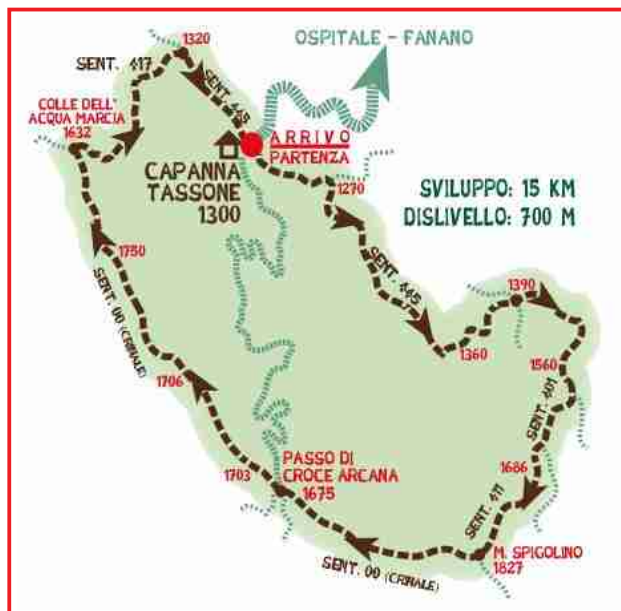 1320
OSPITALE - FANANO
SENT. 417
SENT. 445
COLLE DELL'
ACQUA MARCIA
1632
ARRIVO
PARTENZA
CAPANNA
TASSONE
1300
1270
SVILUPPO: 15 KM
DISLIVELLO: 700 M
1750
SENT. 445
1390
1360
1560
SENT. 00 (CRINALE)
1706
SENT. 401
1686
PASSO DI
CROCE ARCANA
1675
1703
SENT. 411
M. SPIGOLINO
1827
SENT. 00 (CRINALE)